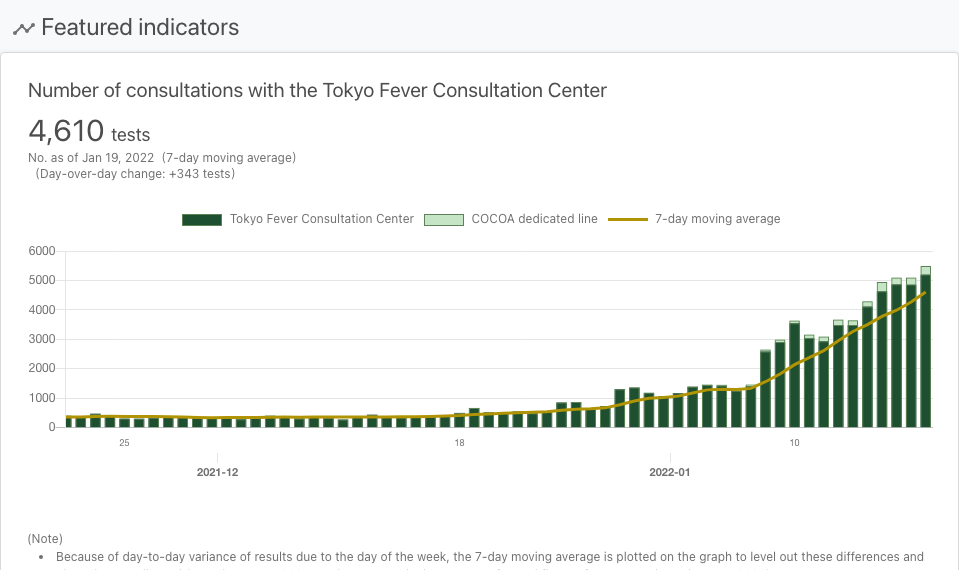 Featured indicators
Number of consultations with the Tokyo Fever Consultation Center
4,610 tests
No. as of Jan 19, 2022 (7-day moving average)
(Day-over-day change: +343 tests)
Tokyo Fever Consultation Center COCOA dedicated line 7-day moving average
6000
5000
4000
3000
2000
1000
0
25 18 10
2021-12 2022-01
(Note)
• Because of day-to-day variance of results due to the day of the week, the 7-day moving average is plotted on the graph to level out these differences and